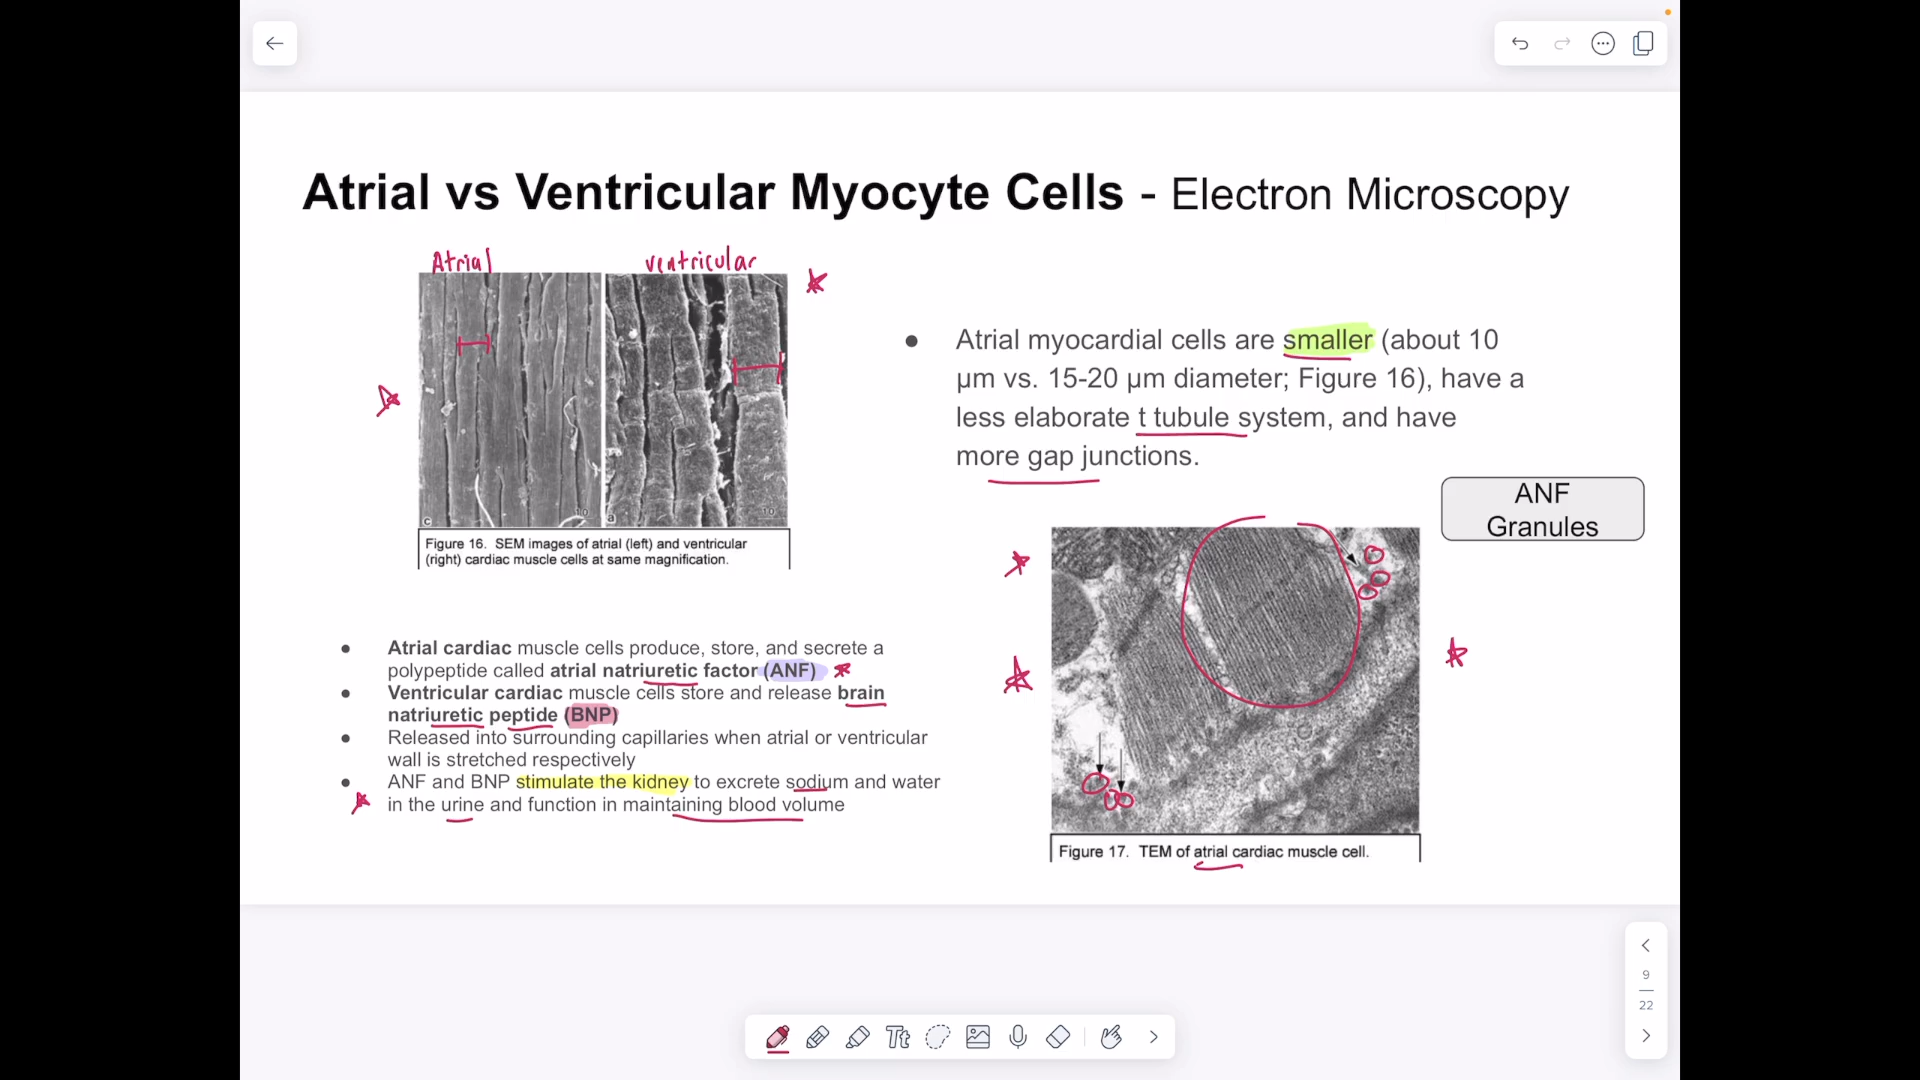 Atrial vs Ventricular Myocyte Cells - Electron Microscopy
Atrial
ventricular
c
10
a
10
Figure 16. SEM images of atrial (left) and ventricular
(right) cardiac muscle cells at same magnification.
Atrial myocardial cells are smaller (about 10
μm vs. 15-20 μm diameter; Figure 16), have a
less elaborate t tubule system, and have
more gap junctions.
ANF
Granules
Atrial cardiac muscle cells produce, store, and secrete a
polypeptide called atrial natriuretic factor (ANF)
Ventricular cardiac muscle cells store and release brain
natriuretic peptide (BNP)
Released into surrounding capillaries when atrial or ventricular
wall is stretched respectively
ANF and BNP stimulate the kidney to excrete sodium and water
in the urine and function in maintaining blood volume
Figure 17. TEM of atrial cardiac muscle cell.
9
22
Tt